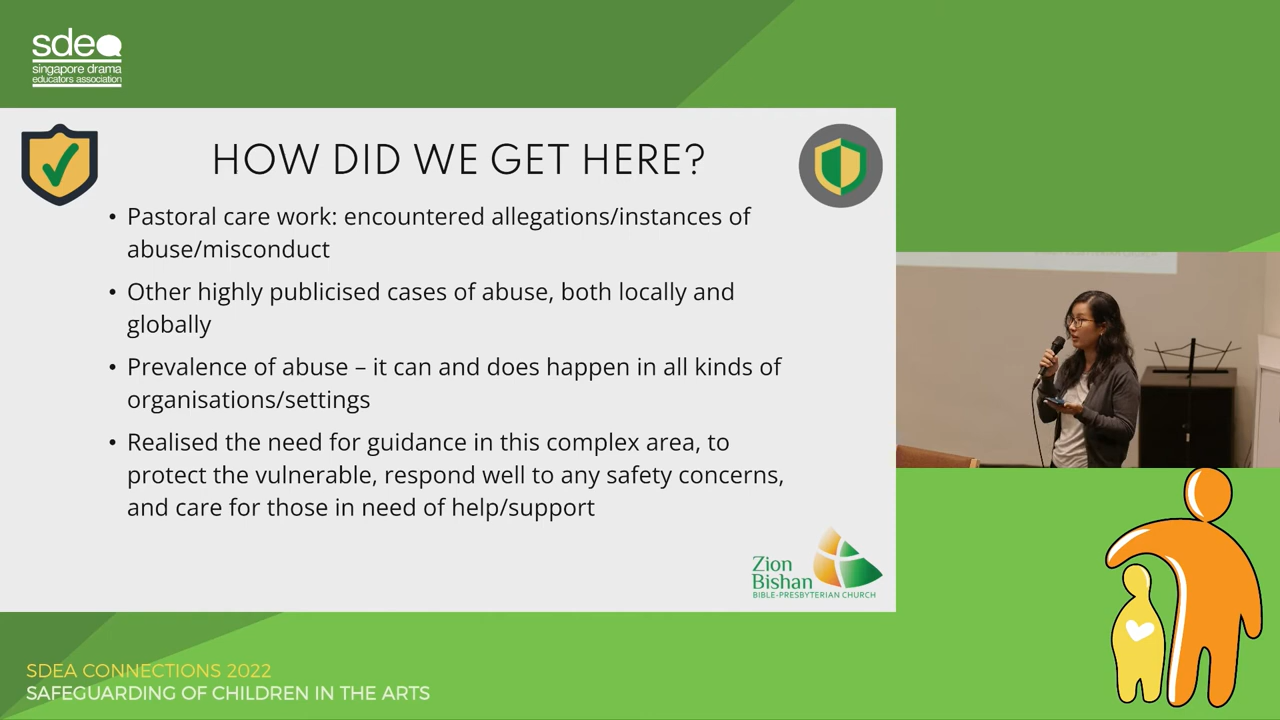 sdea
singapore drama
educators association
HOW DID WE GET HERE?
• Pastoral care work: encountered allegations/instances of
abuse/misconduct
• Other highly publicised cases of abuse, both locally and
globally
• Prevalence of abuse – it can and does happen in all kinds of
organisations/settings
• Realised the need for guidance in this complex area, to
protect the vulnerable, respond well to any safety concerns,
and care for those in need of help/support
Zion
Bishan
BIBLE-PRESBYTERIAN CHURCH
SDEA CONNECTIONS 2022
SAFEGUARDING OF CHILDREN IN THE ARTS